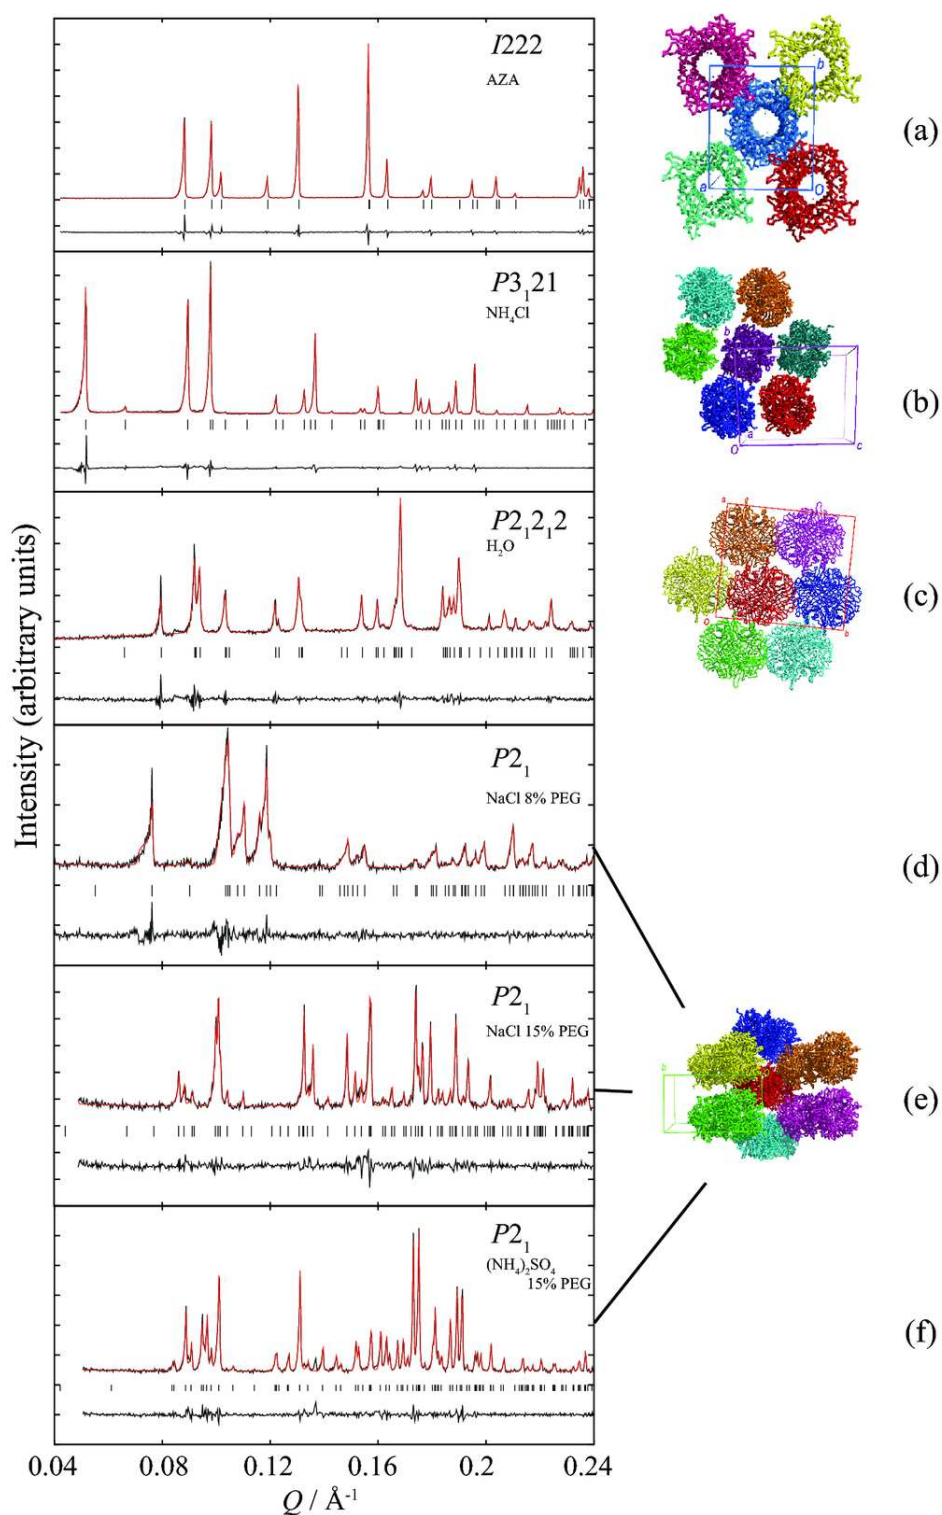 I222
AZA
b
a
O
(a)
P3₁21
NH₄Cl
b
a
O
c
(b)
P2₁2₁2
H₂O
a
o
b
(c)
Intensity (arbitrary units)
P2₁
NaCl 8% PEG
(d)
P2₁
NaCl 15% PEG
(e)
P2₁
(NH₄)₂SO₄
15% PEG
(f)
0.04 0.08 0.12 0.16 0.2 0.24
Q / Å⁻¹